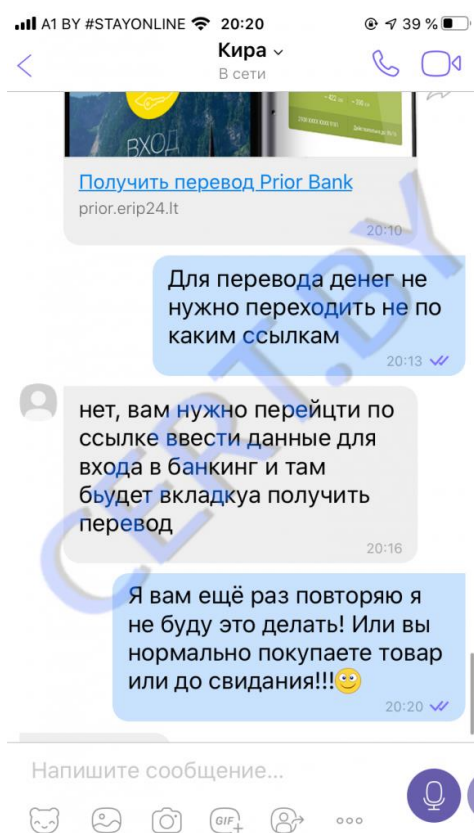 A1 BY #STAYONLINE 20:20 39 %
Кира
В сети
ВХОД
Получить перевод Prior Bank
prior.erip24.lt
20:10
Для перевода денег не
нужно переходить не по
каким ссылкам
20:13
нет, вам нужно перейцти по
ссылке ввести данные для
входа в банкинг и там
бьудет вкладкуа получить
перевод
20:16
Я вам ещё раз повторяю я
не буду это делать! Или вы
нормально покупаете товар
или до свидания!!!
20:20
Напишите сообщение...
GIF
CERT.BY